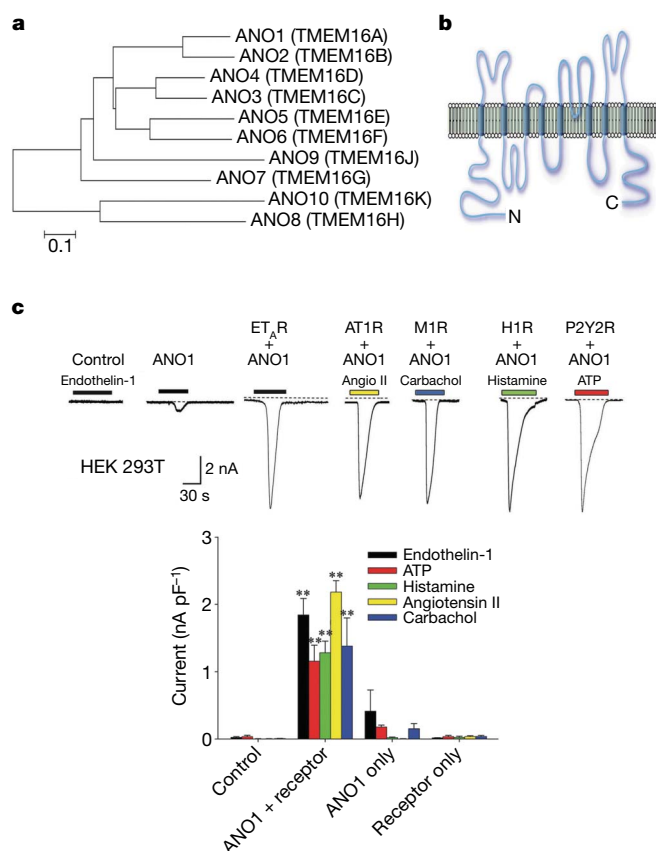 a
ANO1 (TMEM16A)
ANO2 (TMEM16B)
ANO4 (TMEM16D)
ANO3 (TMEM16C)
ANO5 (TMEM16E)
ANO6 (TMEM16F)
ANO9 (TMEM16J)
ANO7 (TMEM16G)
ANO10 (TMEM16K)
ANO8 (TMEM16H)
0.1
b
N
C
c
Control
Endothelin-1
ANO1
ETAR
+
ANO1
AT1R
+
ANO1
Angio II
M1R
+
ANO1
Carbachol
H1R
+
ANO1
Histamine
P2Y2R
+
ANO1
ATP
HEK 293T
2 nA
30 s
Current (nA pF−1)
3
2
1
0
Endothelin-1
ATP
Histamine
Angiotensin II
Carbachol
**
**
**
**
**
Control
ANO1 + receptor
ANO1 only
Receptor only